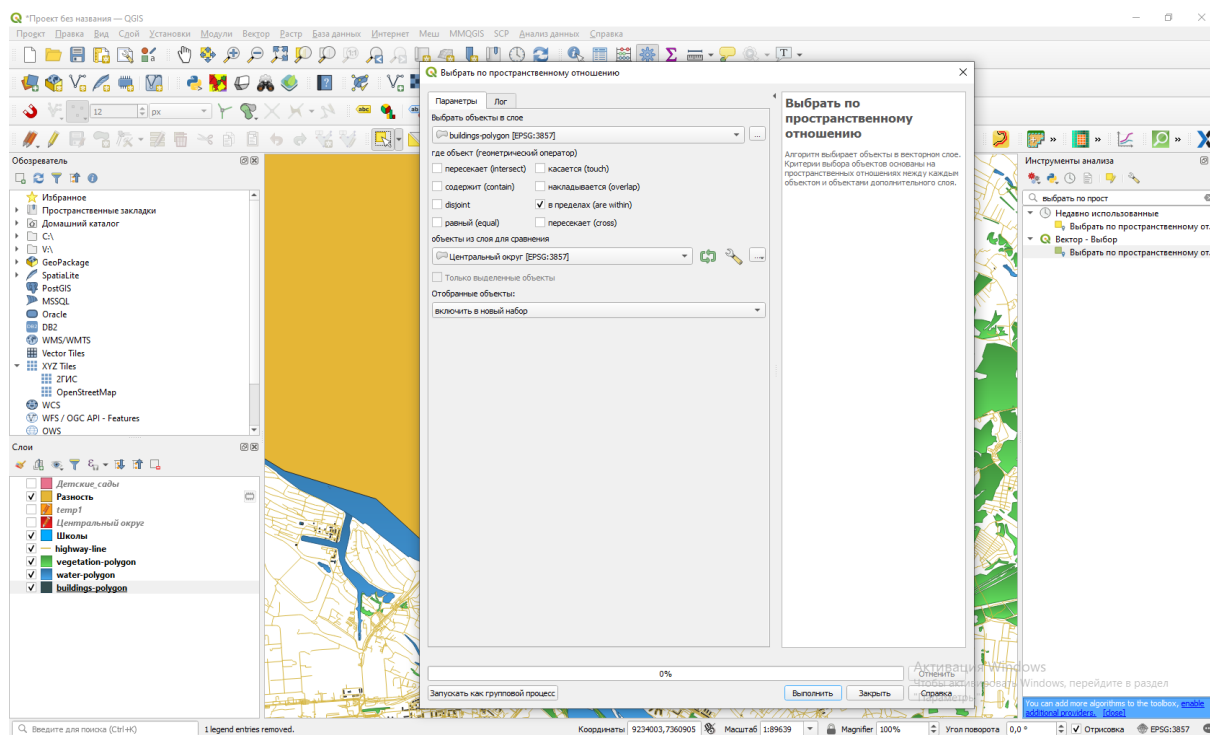 *Проект без названия — QGIS
Проект Правка Вид Слой Установки Модули Вектор Растр База данных Интернет Меш MMQGIS SCP Анализ данных Справка
12 px
abc
Обозреватель
Избранное
Пространственные закладки
Домашний каталог
C:\
V:\
GeoPackage
SpatiaLite
PostGIS
MSSQL
Oracle
DB2
WMS/WMTS
Vector Tiles
XYZ Tiles
2ГИС
OpenStreetMap
WCS
WFS / OGC API - Features
OWS
Слои
Детские_сады
Разность
temp1
Центральный округ
Школы
highway-line
vegetation-polygon
water-polygon
buildings-polygon
Выбрать по пространственному отношению
Параметры Лог
Выбрать объекты в слое
buildings-polygon [EPSG:3857]
...
где объект (геометрический оператор)
пересекает (intersect) касается (touch)
содержит (contain) накладывается (overlap)
disjoint в пределах (are within)
равный (equal) пересекает (cross)
объекты из слоя для сравнения
Центральный округ [EPSG:3857]
...
Только выделенные объекты
Отобранные объекты:
включить в новый набор
Выбрать по
пространственному
отношению
Алгоритм выбирает объекты в векторном слое.
Критерии выбора объектов основаны на
пространственных отношениях между каждым
объектом и объектами дополнительного слоя.
0%
Отменить
Запускать как групповой процесс
Выполнить Закрыть Справка
Инструменты анализа
выбрать по прост
Недавно использованные
Выбрать по пространственному от
Вектор - Выбор
Выбрать по пространственному от
Активация Windows
Чтобы активировать Windows, перейдите в раздел
"Параметры".
You can add more algorithms to the toolbox, enable
additional providers. [close]
Введите для поиска (Ctrl+K)
1 legend entries removed.
Координаты 9234003,7360905 Масштаб 1:89639 Magnifier 100% Угол поворота 0,0 ° Отрисовка EPSG:3857